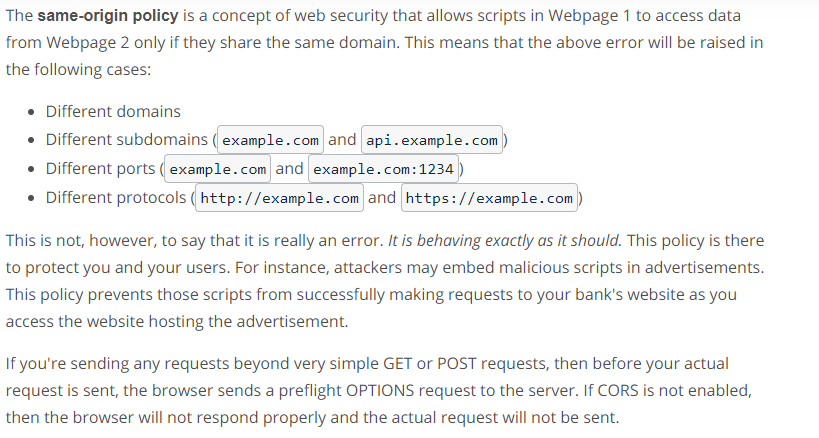 The same-origin policy is a concept of web security that allows scripts in Webpage 1 to access data
from Webpage 2 only if they share the same domain. This means that the above error will be raised in
the following cases:
• Different domains
• Different subdomains ( example.com and api.example.com )
• Different ports ( example.com and example.com:1234 )
• Different protocols ( http://example.com and https://example.com )
This is not, however, to say that it is really an error. It is behaving exactly as it should. This policy is there
to protect you and your users. For instance, attackers may embed malicious scripts in advertisements.
This policy prevents those scripts from successfully making requests to your bank's website as you
access the website hosting the advertisement.
If you're sending any requests beyond very simple GET or POST requests, then before your actual
request is sent, the browser sends a preflight OPTIONS request to the server. If CORS is not enabled,
then the browser will not respond properly and the actual request will not be sent.